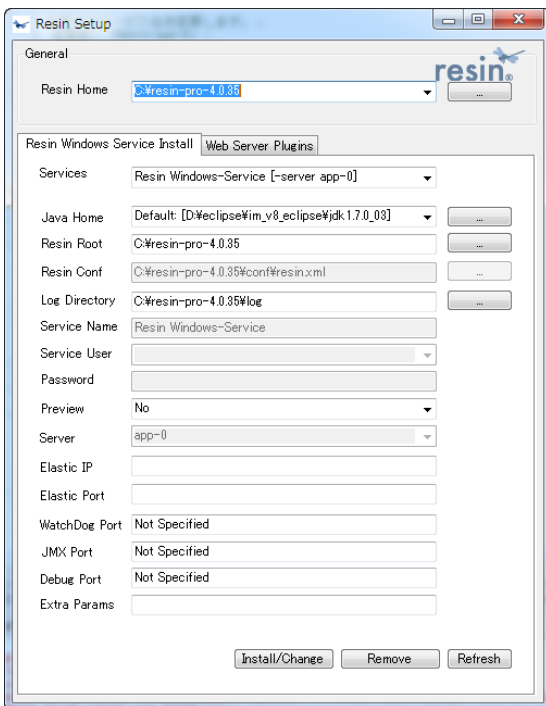 Resin Setup
General
resin®
Resin Home C:¥resin-pro-4.0.35 ...
Resin Windows Service Install Web Server Plugins
Services Resin Windows-Service [-server app-0]
Java Home Default: [D:¥eclipse¥im_v8_eclipse¥jdk1.7.0_03] ...
Resin Root C:¥resin-pro-4.0.35 ...
Resin Conf C:¥resin-pro-4.0.35¥conf¥resin.xml ...
Log Directory C:¥resin-pro-4.0.35¥log ...
Service Name Resin Windows-Service
Service User
Password
Preview No
Server app-0
Elastic IP
Elastic Port
WatchDog Port Not Specified
JMX Port Not Specified
Debug Port Not Specified
Extra Params
Install/Change Remove Refresh